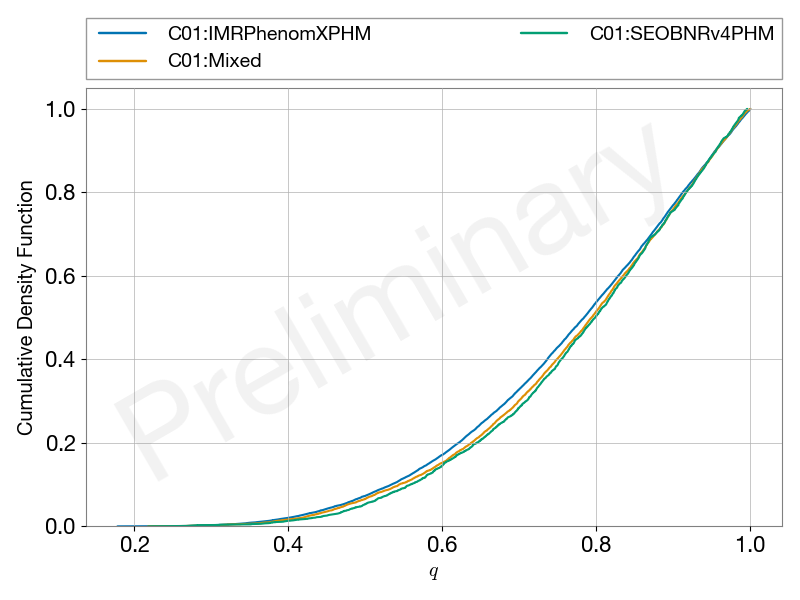 C01:IMRPhenomXPHM
C01:Mixed
C01:SEOBNRv4PHM
Preliminary
Cumulative Density Function
1.0
0.8
0.6
0.4
0.2
0.0
0.2 0.4 0.6 0.8 1.0
q